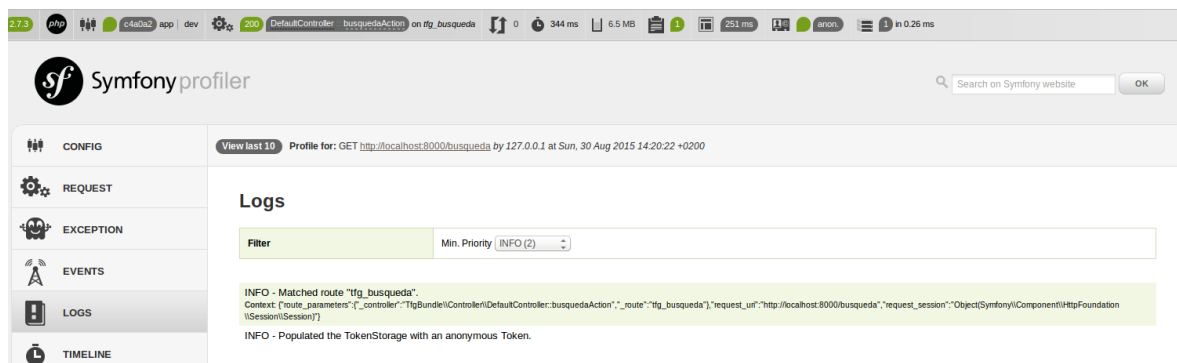 2.7.3 php c4a0a2 app dev 200 DefaultController busquedaAction on tfg_busqueda 0 344 ms 6.5 MB 1 251 ms anon. 1 in 0.26 ms
sf Symfony profiler
Search on Symfony website OK
CONFIG
View last 10 Profile for: GET http://localhost:8000/busqueda by 127.0.0.1 at Sun, 30 Aug 2015 14:20:22 +0200
REQUEST
Logs
EXCEPTION
Filter Min. Priority INFO (2)
EVENTS
INFO - Matched route "tfg_busqueda".
Context: {"route_parameters":{"_controller":"TfgBundle\\Controller\\DefaultController::busquedaAction","_route":"tfg_busqueda"},"request_uri":"http://localhost:8000/busqueda","request_session":"Object(Symfony\\Component\\HttpFoundation
\\Session\\Session)"}
LOGS
INFO - Populated the TokenStorage with an anonymous Token.
TIMELINE